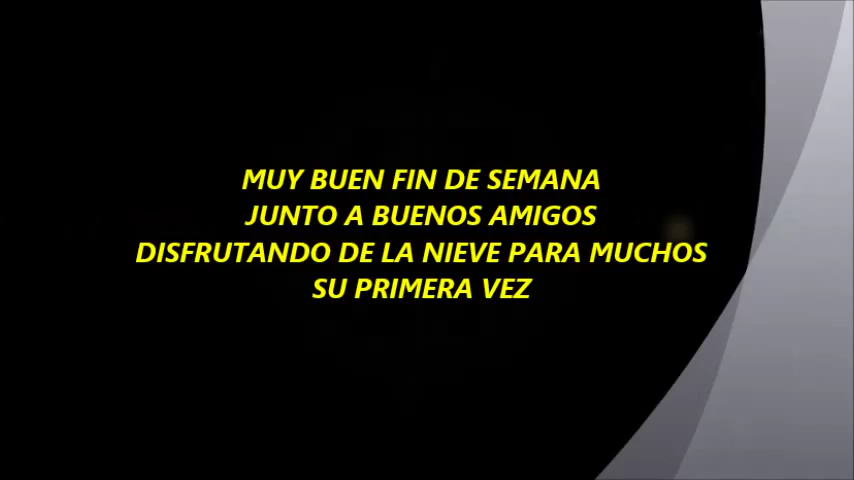 MUY BUEN FIN DE SEMANA
JUNTO A BUENOS AMIGOS
DISFRUTANDO DE LA NIEVE PARA MUCHOS
SU PRIMERA VEZ